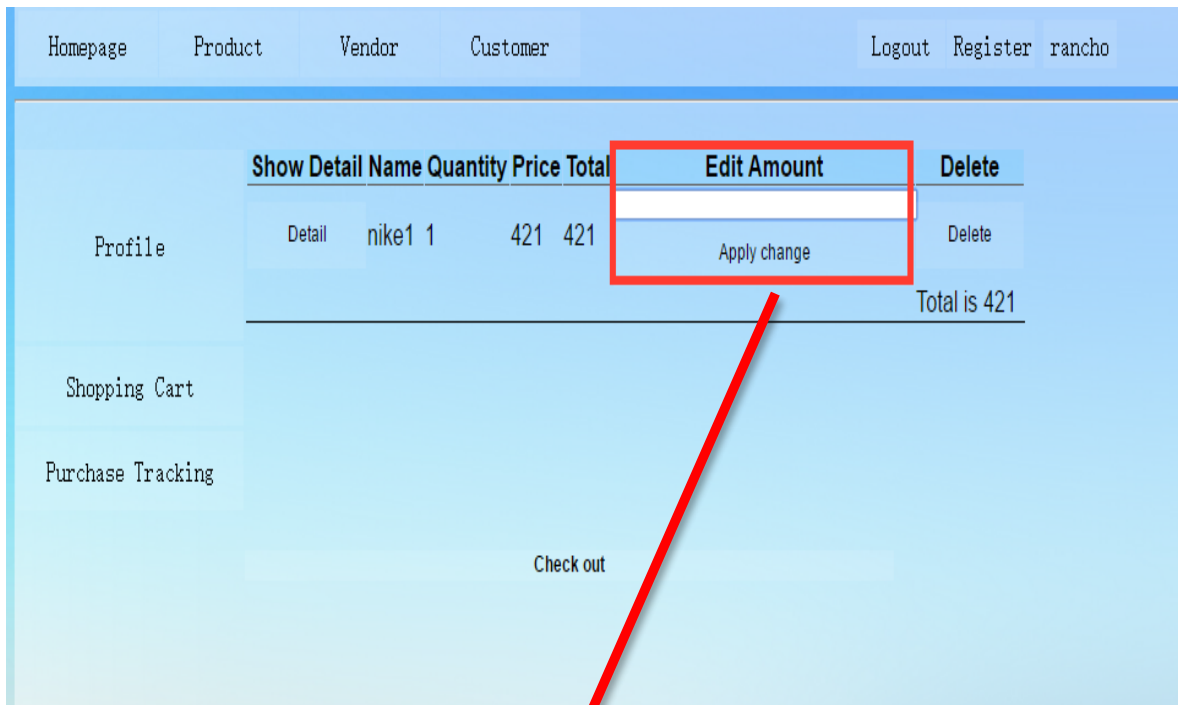 Homepage Product Vendor Customer Logout Register rancho
Show Detail Name Quantity Price Total Edit Amount Delete
Profile Detail nike1 1 421 421 Apply change Delete
Total is 421
Shopping Cart
Purchase Tracking
Check out